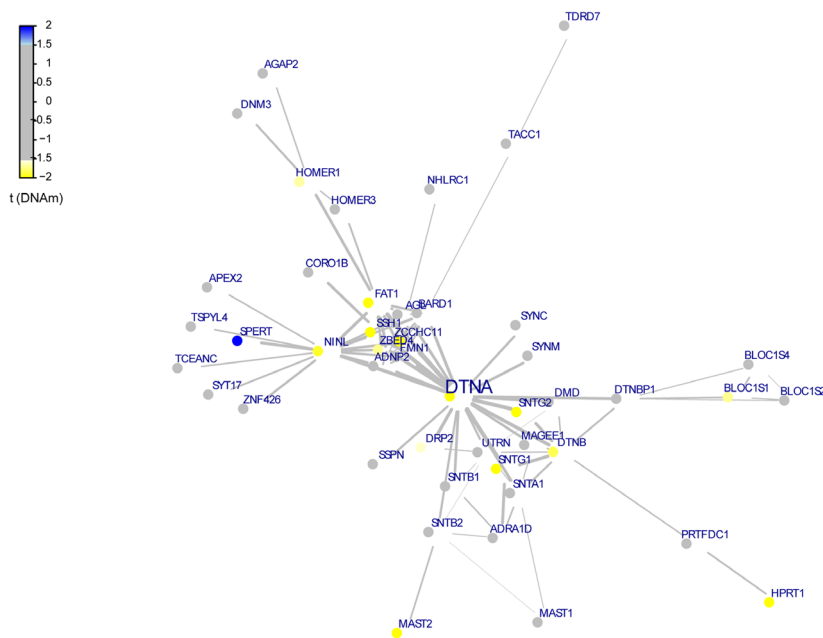 2
1.5
1
0.5
0
−0.5
−1
−1.5
−2
t (DNAm)
TDRD7
AGAP2
DNM3
TACC1
HOMER1
NHLRC1
HOMER3
CORO1B
APEX2
FAT1
AGL
BARD1
TSPYL4
SPERT
SSH1
ZCCHC11
SYNC
NINL
ZBED4
FMN1
SYNM
TCEANC
ADNP2
BLOC1S4
SYT17
DTNA
DMD
DTNBP1
BLOC1S1
BLOC1S2
ZNF426
SNTG2
DRP2
UTRN
MAGEE1
DTNB
SSPN
SNTB1
SNTG1
SNTA1
SNTB2
ADRA1D
PRTFDC1
HPRT1
MAST2
MAST1